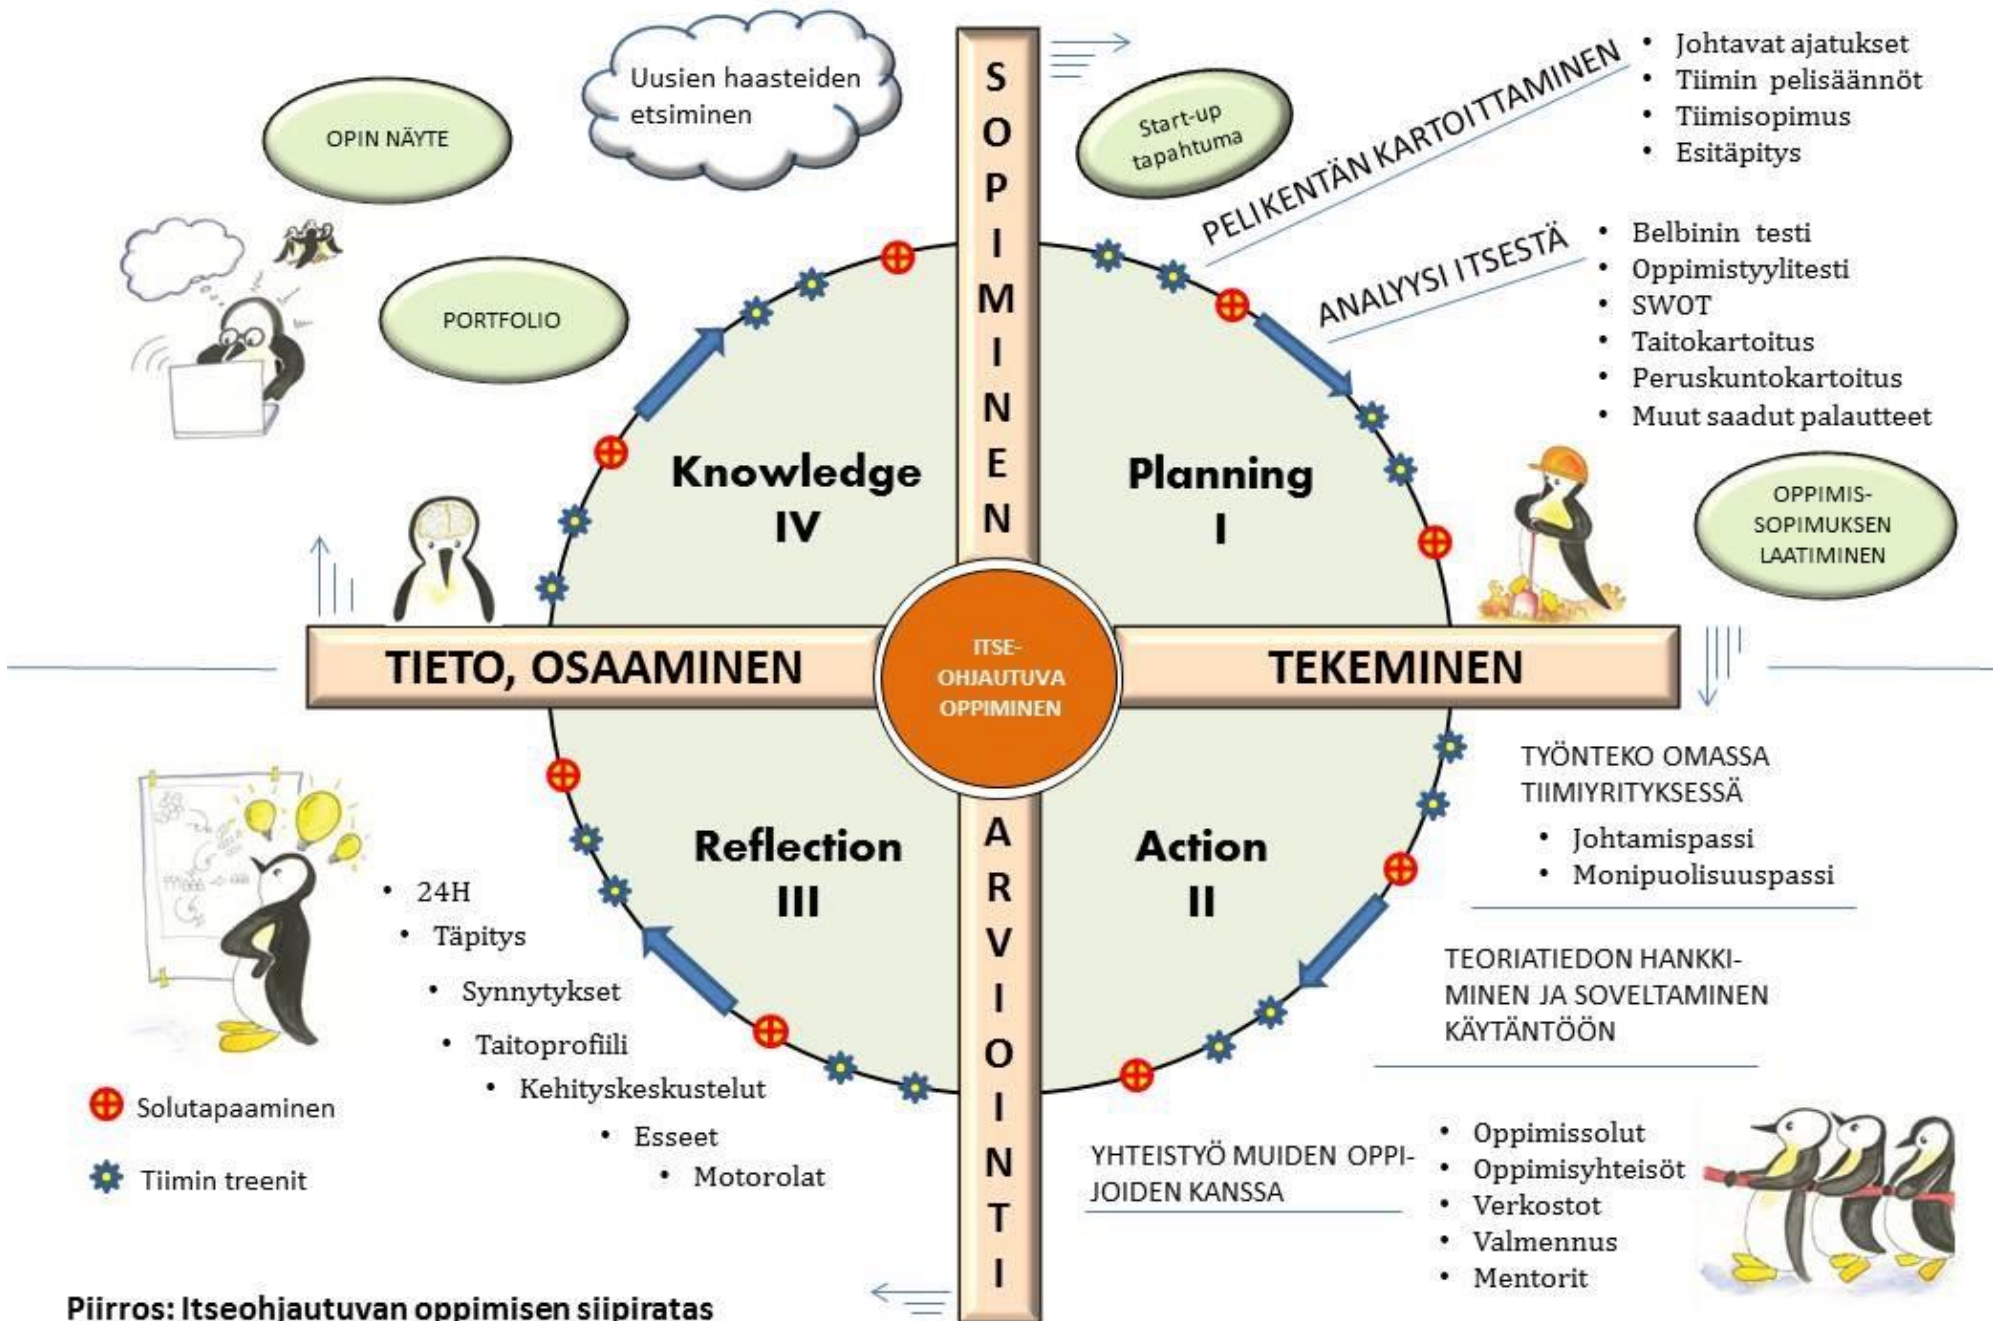 SOPIMINEN
Start-up
tapahtuma
PELIKENTÄN KARTOITTAMINEN
• Johtavat ajatukset
• Tiimin pelisäännöt
• Tiimisopimus
• Esitäpitys
ANALYYSI ITSESTÄ
• Belbinin testi
• Oppimistyylitesti
• SWOT
• Taitokartoitus
• Peruskuntokartoitus
• Muut saadut palautteet
OPPIMIS-
SOPIMUKSEN
LAATIMINEN
Planning
I
TEKEMINEN
TYÖNTEKO OMASSA
TIIMIYRITYKSESSÄ
• Johtamispassi
• Monipuolisuuspassi
TEORIATIEDON HANKKI-
MINEN JA SOVELTAMINEN
KÄYTÄNTÖÖN
Action
II
YHTEISTYÖ MUIDEN OPPI-
JOIDEN KANSSA
• Oppimissolut
• Oppimisyhteisöt
• Verkostot
• Valmennus
• Mentorit
ARVIOINTI
Reflection
III
• 24H
• Täpitys
• Synnytykset
• Taitoprofiili
• Kehityskeskustelut
• Esseet
• Motorolat
TIETO, OSAAMINEN
Knowledge
IV
PORTFOLIO
OPIN NÄYTE
Uusien haasteiden
etsiminen
ITSE-
OHJAUTUVA
OPPIMINEN
Solutapaaminen
Tiimin treenit
Piirros: Itseohjautuvan oppimisen siipiratas